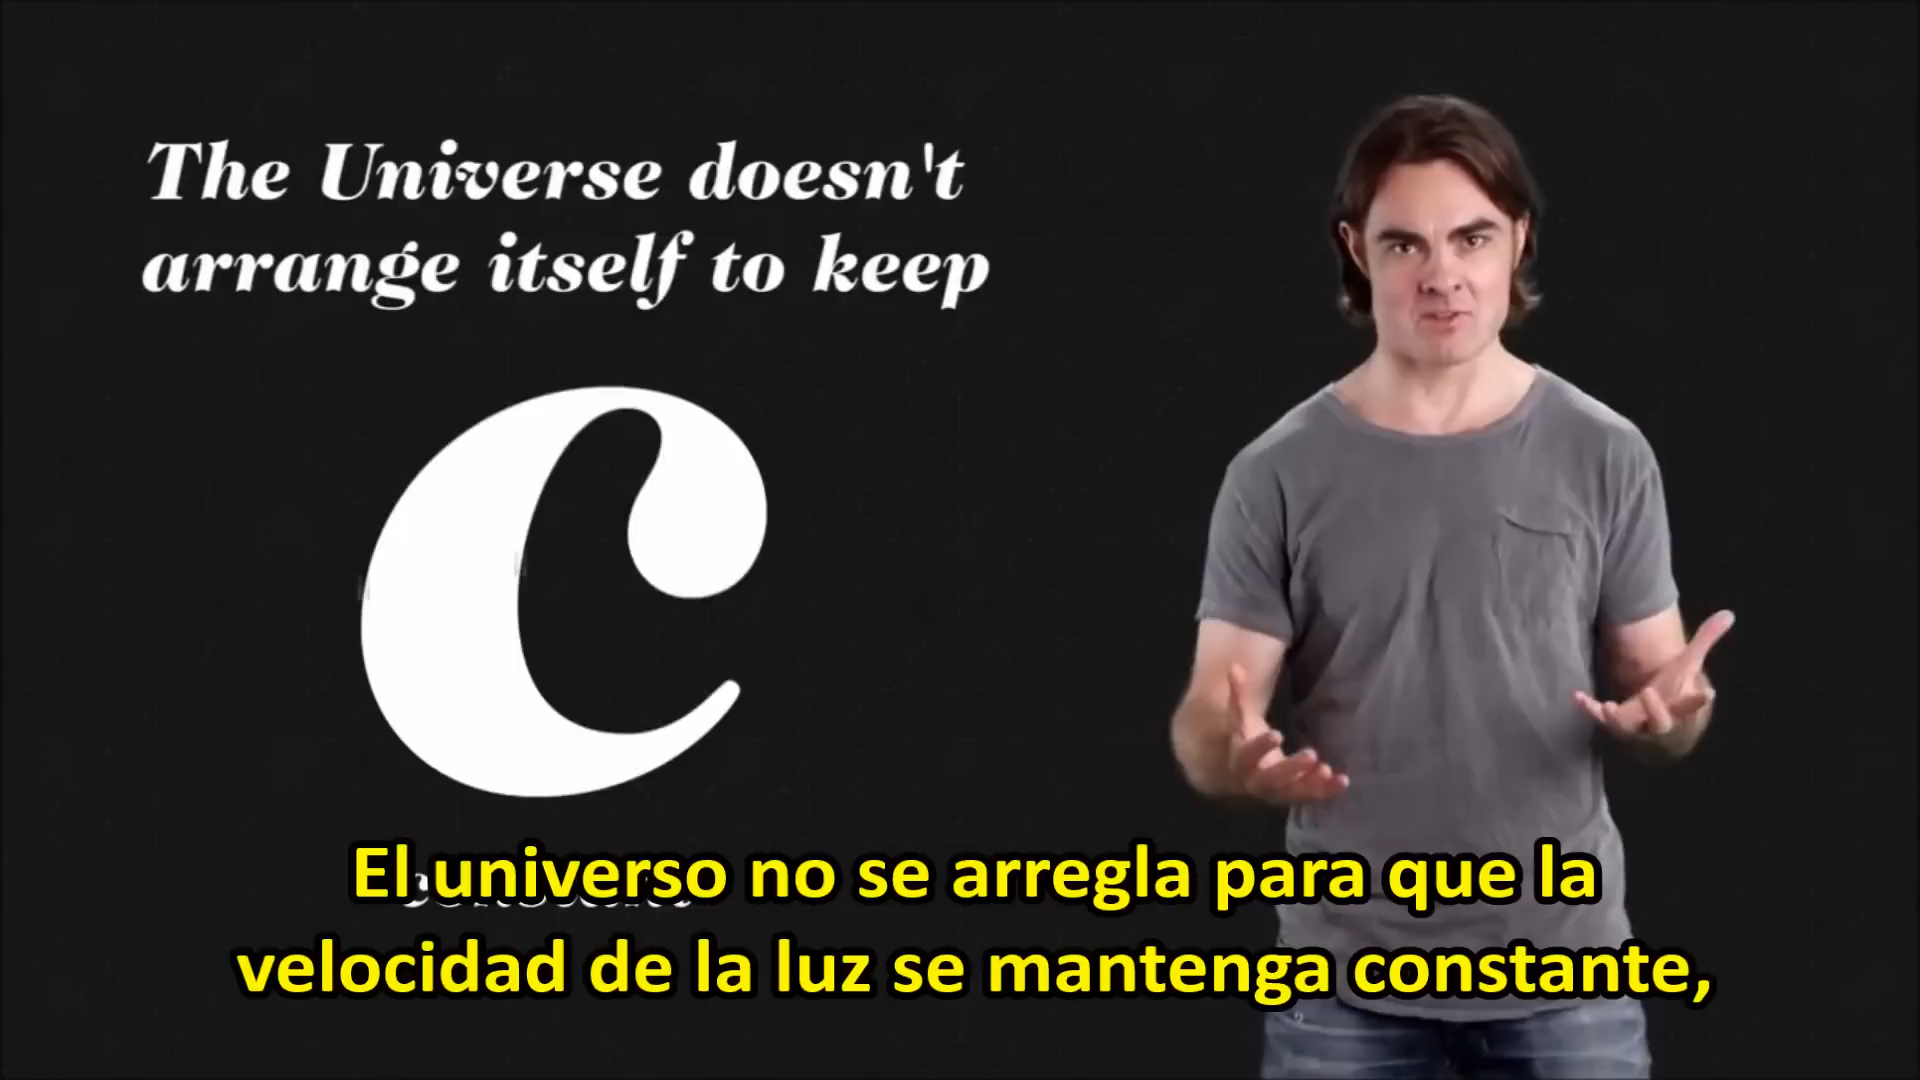 The Universe doesn't
arrange itself to keep
c
El universo no se arregla para que la
velocidad de la luz se mantenga constante,